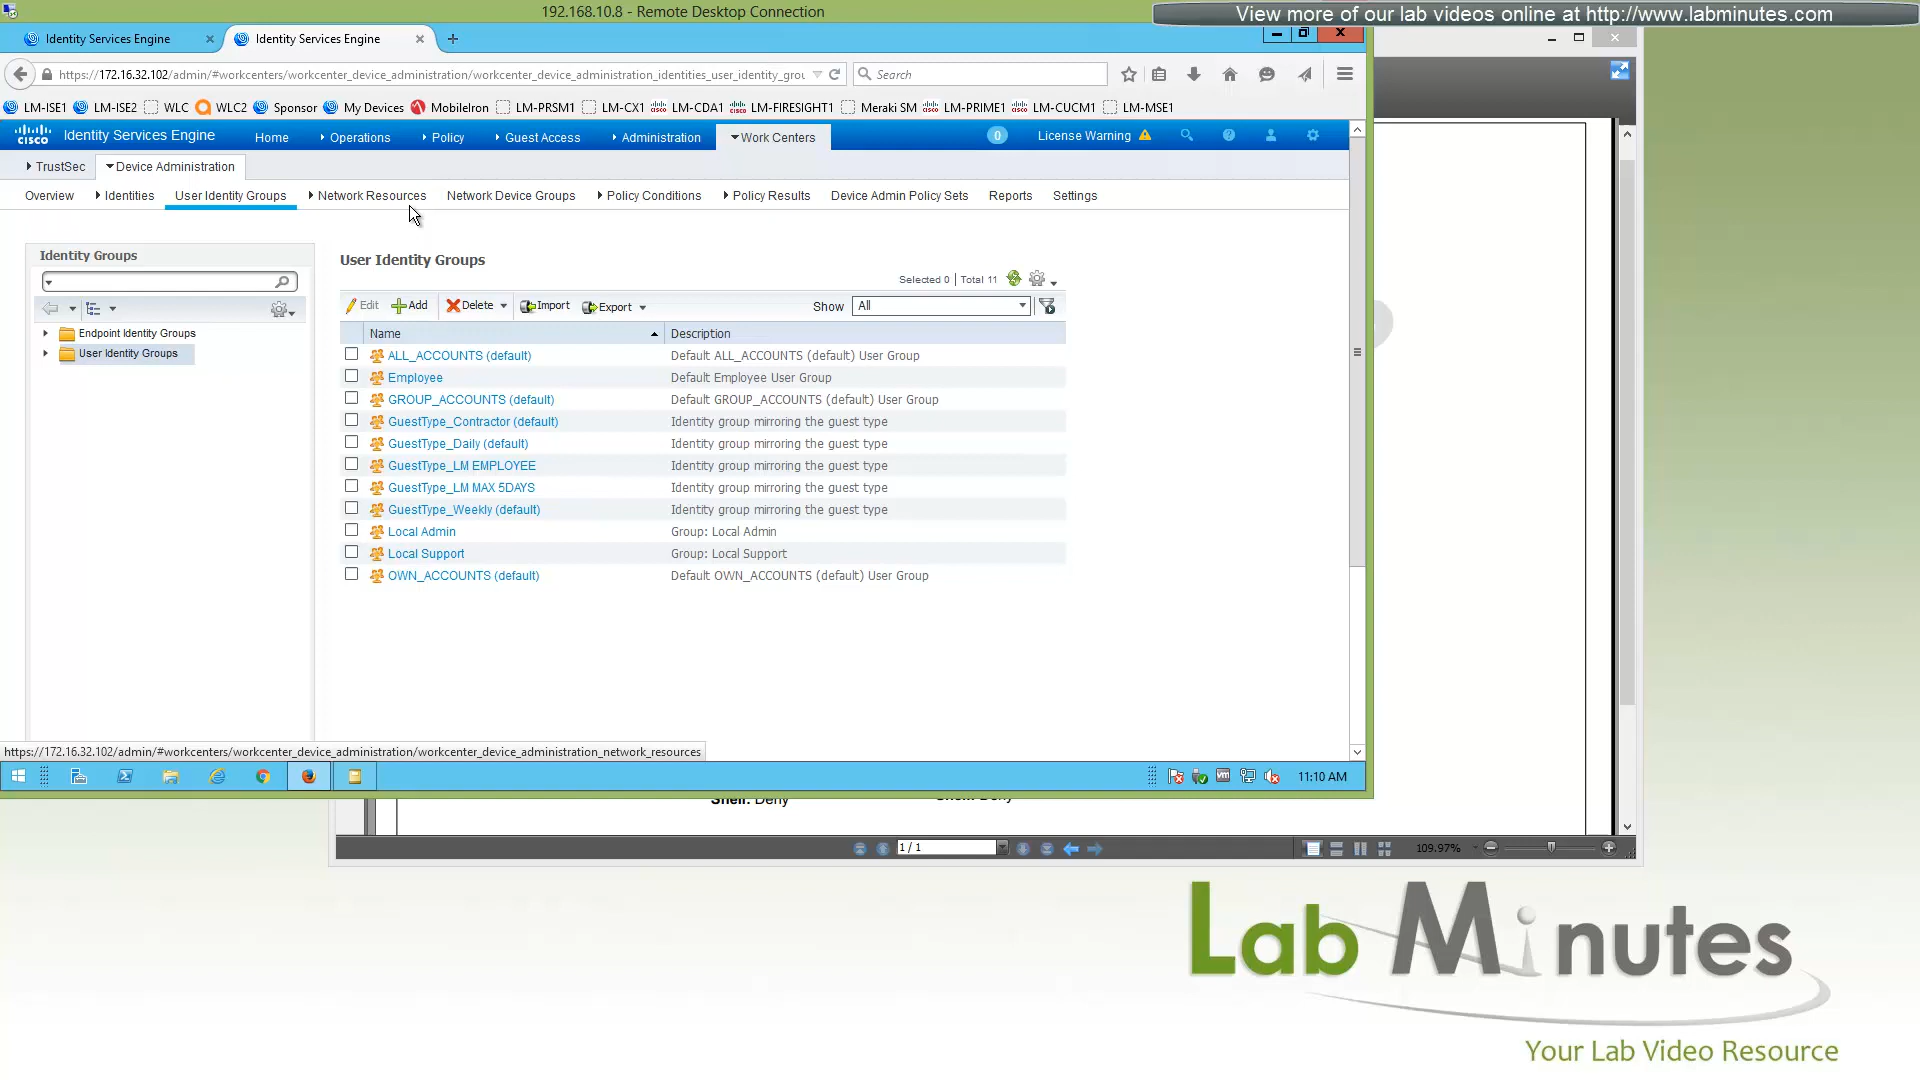 192.168.10.8 - Remote Desktop Connection
View more of our lab videos online at http://www.labminutes.com
Identity Services Engine
Identity Services Engine
https://172.16.32.102/admin/#workcenters/workcenter_device_administration/workcenter_device_administration_identities_user_identity_grou
Search
LM-ISE1 LM-ISE2 WLC WLC2 Sponsor My Devices MobileIron LM-PRSM1 LM-CX1 LM-CDA1 LM-FIRESIGHT1 Meraki SM LM-PRIME1 LM-CUCM1 LM-MSE1
CISCO Identity Services Engine Home Operations Policy Guest Access Administration Work Centers 0 License Warning
TrustSec Device Administration
Overview Identities User Identity Groups Network Resources Network Device Groups Policy Conditions Policy Results Device Admin Policy Sets Reports Settings
Identity Groups
Endpoint Identity Groups
User Identity Groups
User Identity Groups
Selected 0 | Total 11
Edit Add Delete Import Export Show All
Name Description
ALL_ACCOUNTS (default) Default ALL_ACCOUNTS (default) User Group
Employee Default Employee User Group
GROUP_ACCOUNTS (default) Default GROUP_ACCOUNTS (default) User Group
GuestType_Contractor (default) Identity group mirroring the guest type
GuestType_Daily (default) Identity group mirroring the guest type
GuestType_LM EMPLOYEE Identity group mirroring the guest type
GuestType_LM MAX 5DAYS Identity group mirroring the guest type
GuestType_Weekly (default) Identity group mirroring the guest type
Local Admin Group: Local Admin
Local Support Group: Local Support
OWN_ACCOUNTS (default) Default OWN_ACCOUNTS (default) User Group
https://172.16.32.102/admin/#workcenters/workcenter_device_administration/workcenter_device_administration_network_resources
11:10 AM
Shell: Deny
1 / 1
109.97%
Lab Minutes
Your Lab Video Resource